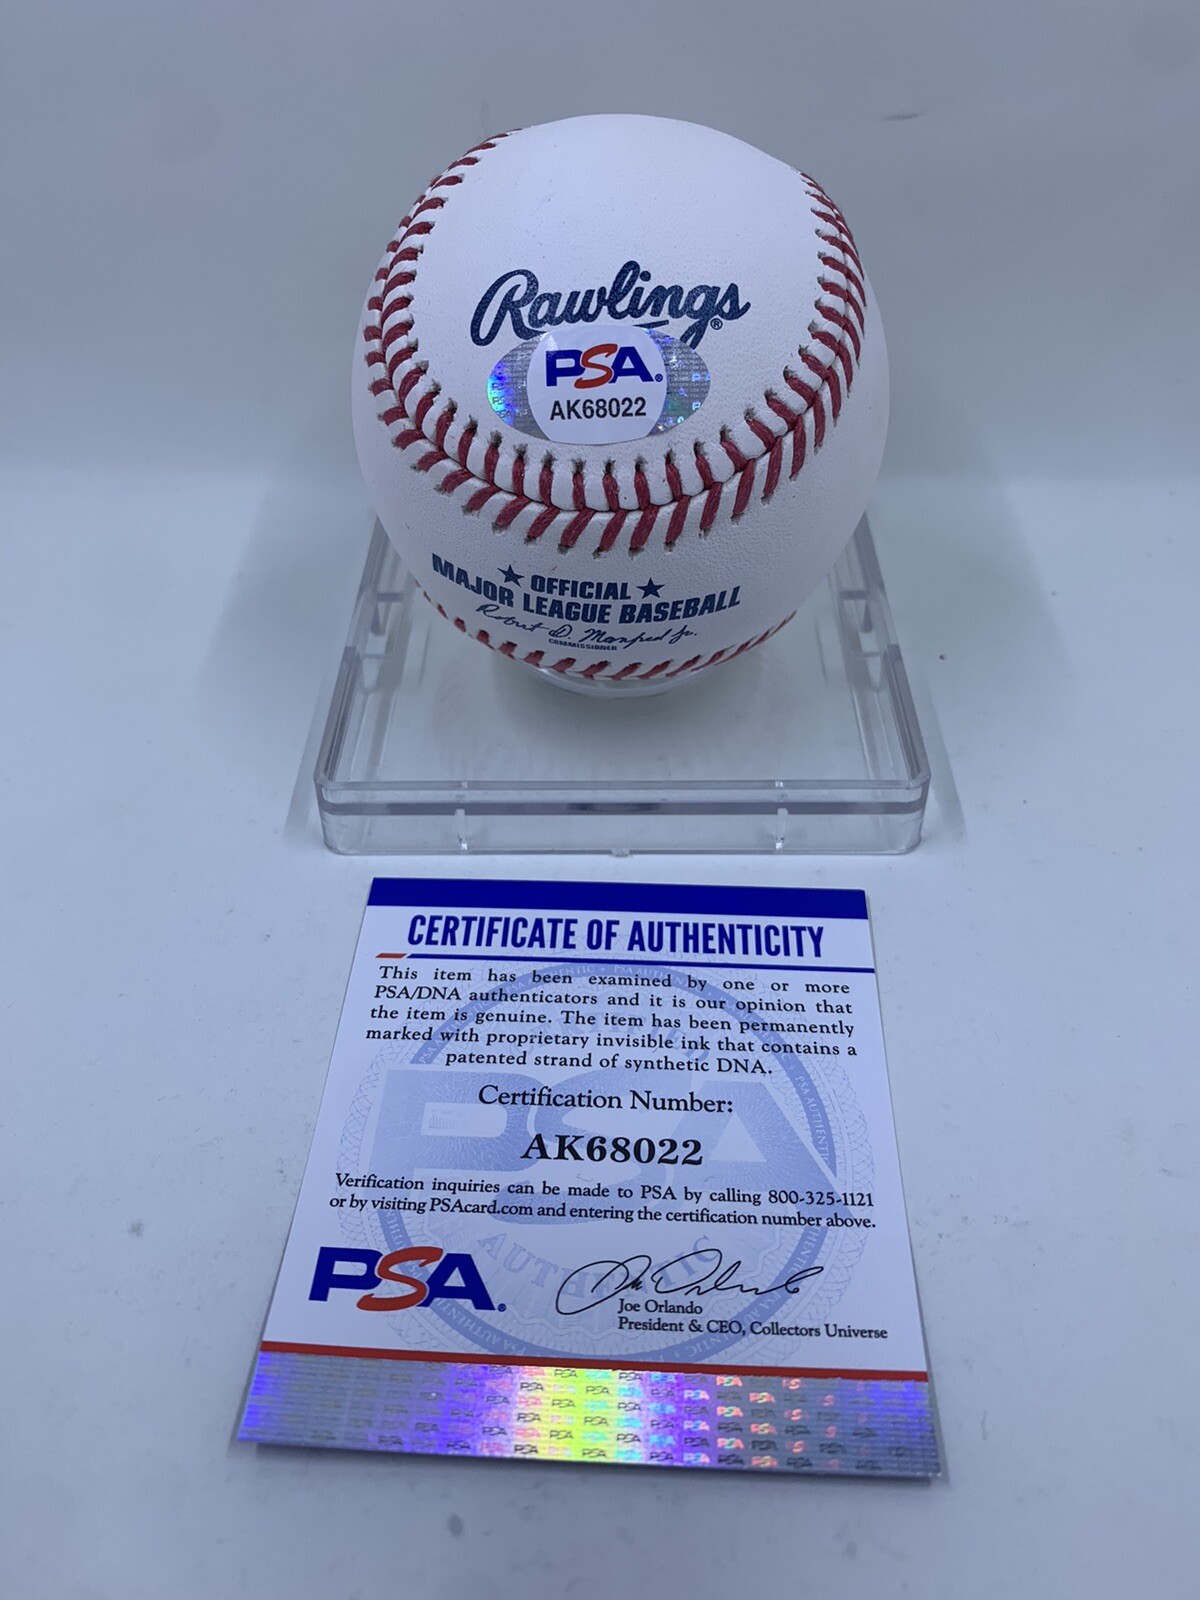 Rawlings®
PSA®
AK68022
★ OFFICIAL ★
MAJOR LEAGUE BASEBALL
Robert D. Manfred Jr.
COMMISSIONER
CERTIFICATE OF AUTHENTICITY
This item has been examined by one or more
PSA/DNA authenticators and it is our opinion that
the item is genuine. The item has been permanently
marked with proprietary invisible ink that contains a
patented strand of synthetic DNA.
Certification Number:
AK68022
Verification inquiries can be made to PSA by calling 800-325-1121
or by visiting PSAcard.com and entering the certification number above.
PSA®
Joe Orlando
President & CEO, Collectors Universe